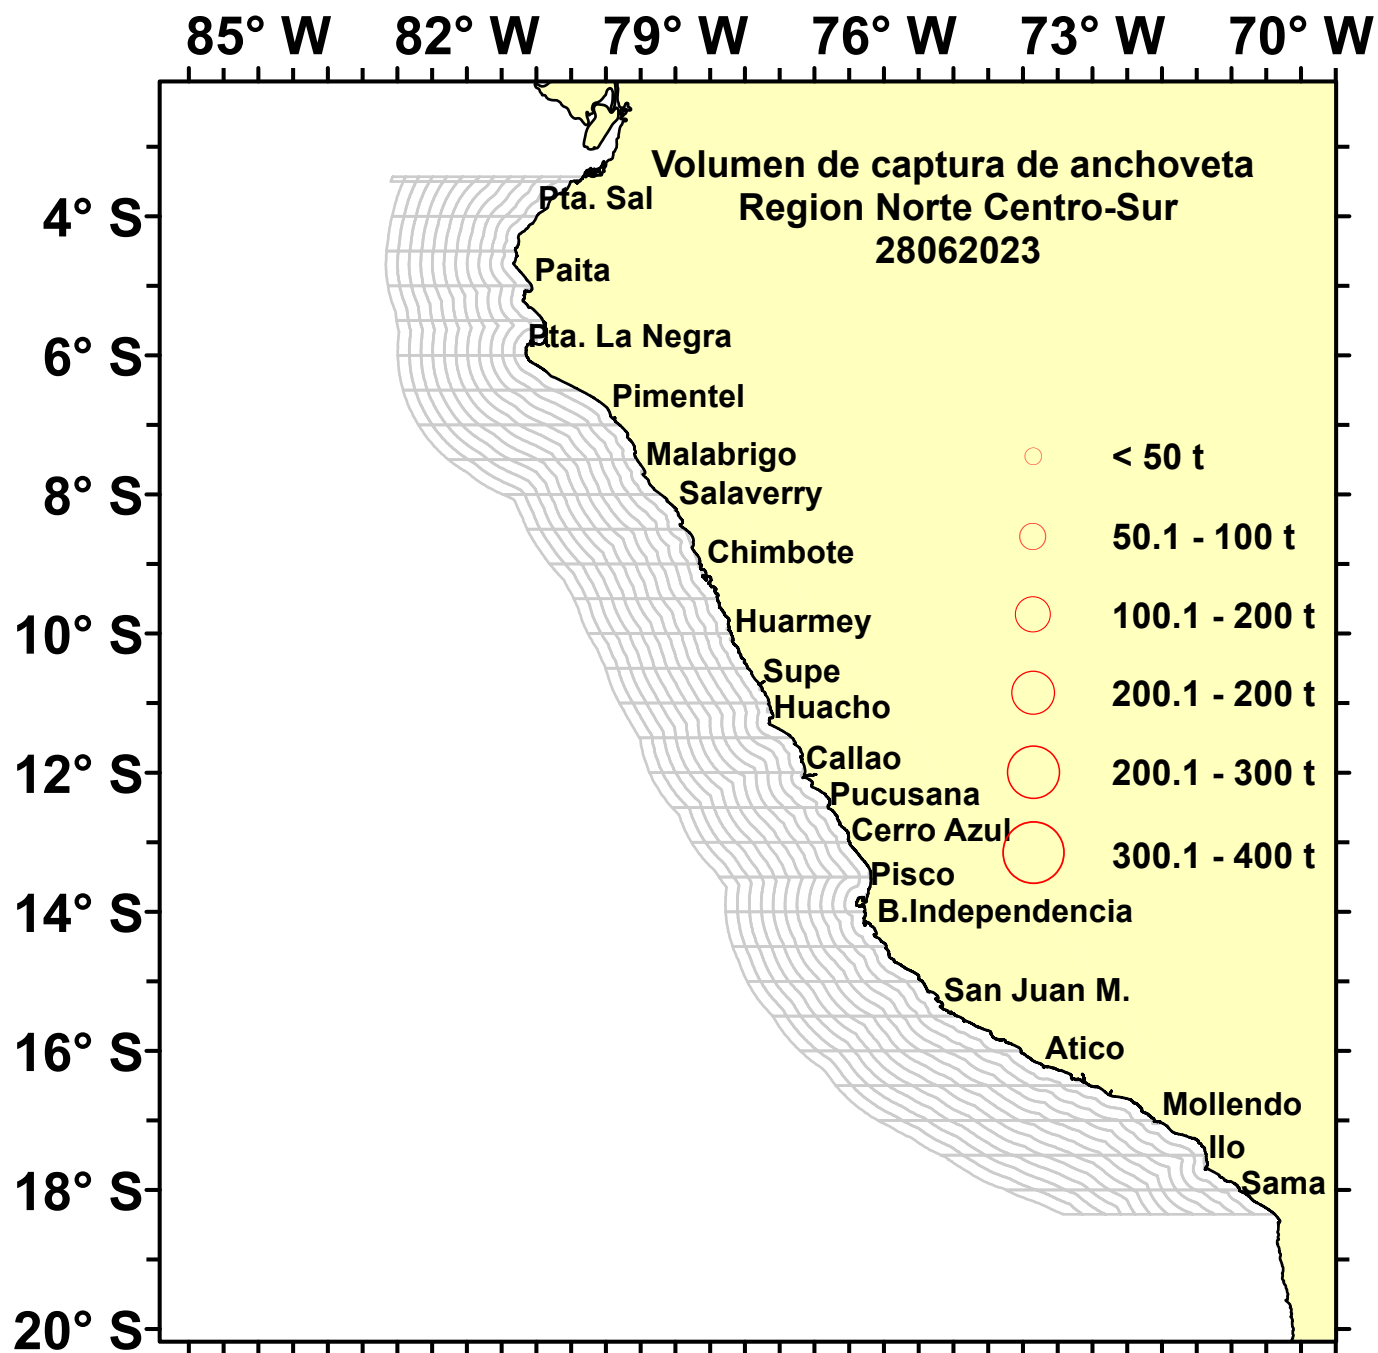 85° W 82° W 79° W 76° W 73° W 70° W
Volumen de captura de anchoveta
Region Norte Centro-Sur
28062023
4° S
6° S
8° S
10° S
12° S
14° S
16° S
18° S
20° S
Pta. Sal
Paita
Pta. La Negra
Pimentel
Malabrigo
Salaverry
Chimbote
Huarmey
Supe
Huacho
Callao
Pucusana
Cerro Azul
Pisco
B.Independencia
San Juan M.
Atico
Mollendo
Ilo
Sama
< 50 t
50.1 - 100 t
100.1 - 200 t
200.1 - 200 t
200.1 - 300 t
300.1 - 400 t